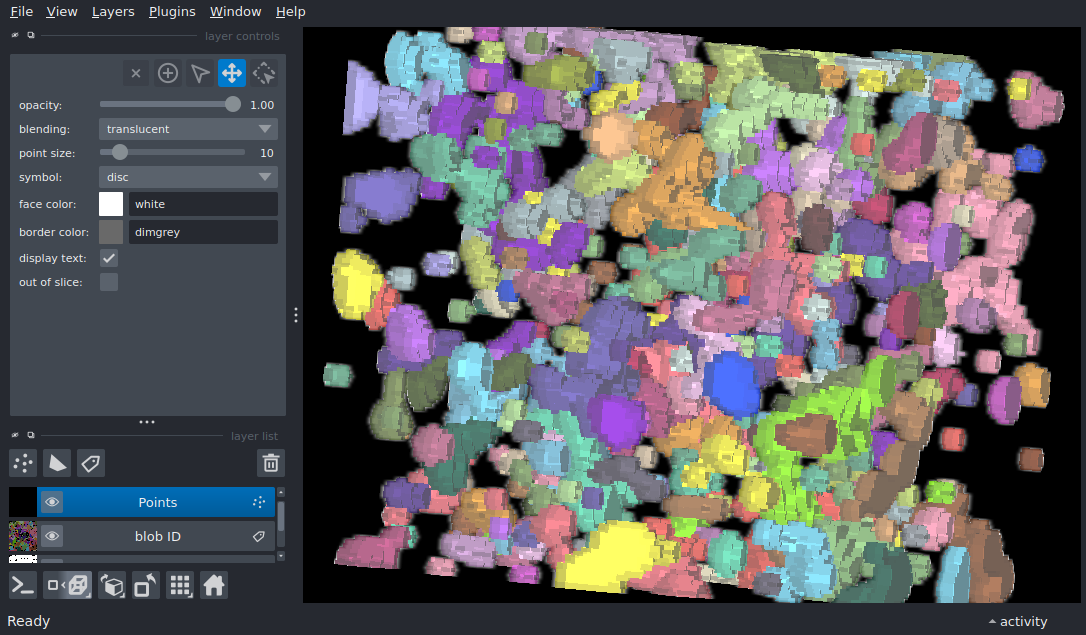 File View Layers Plugins Window Help
layer controls
opacity: 1.00
blending: translucent
point size: 10
symbol: disc
face color: white
border color: dimgrey
display text:
out of slice:
layer list
Points
blob ID
Ready
activity